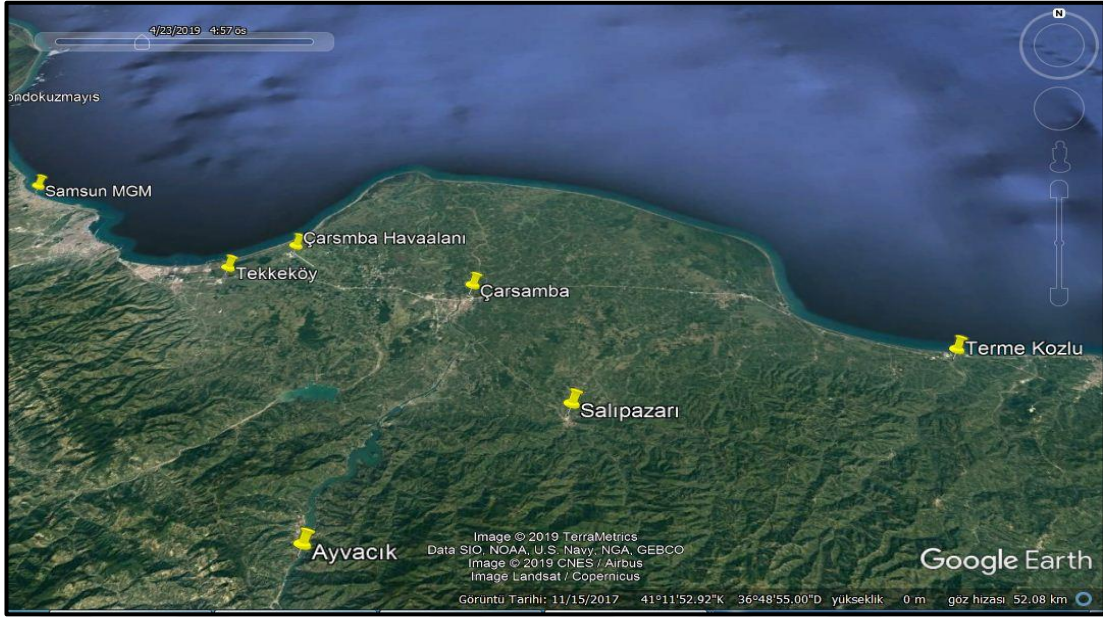 4/23/2019 4:57 ös
N
ondokuzmayıs
Samsun MGM
Çarsmba Havaalanı
Tekkeköy
Çarsamba
Terme Kozlu
Salıpazarı
Ayvacık
Image © 2019 TerraMetrics
Data SIO, NOAA, U.S. Navy, NGA, GEBCO
Image © 2019 CNES / Airbus
Image Landsat / Copernicus
Google Earth
Görüntü Tarihi: 11/15/2017 41°11'52.92"K 36°48'55.00"D yükseklik 0 m göz hizası 52.08 km